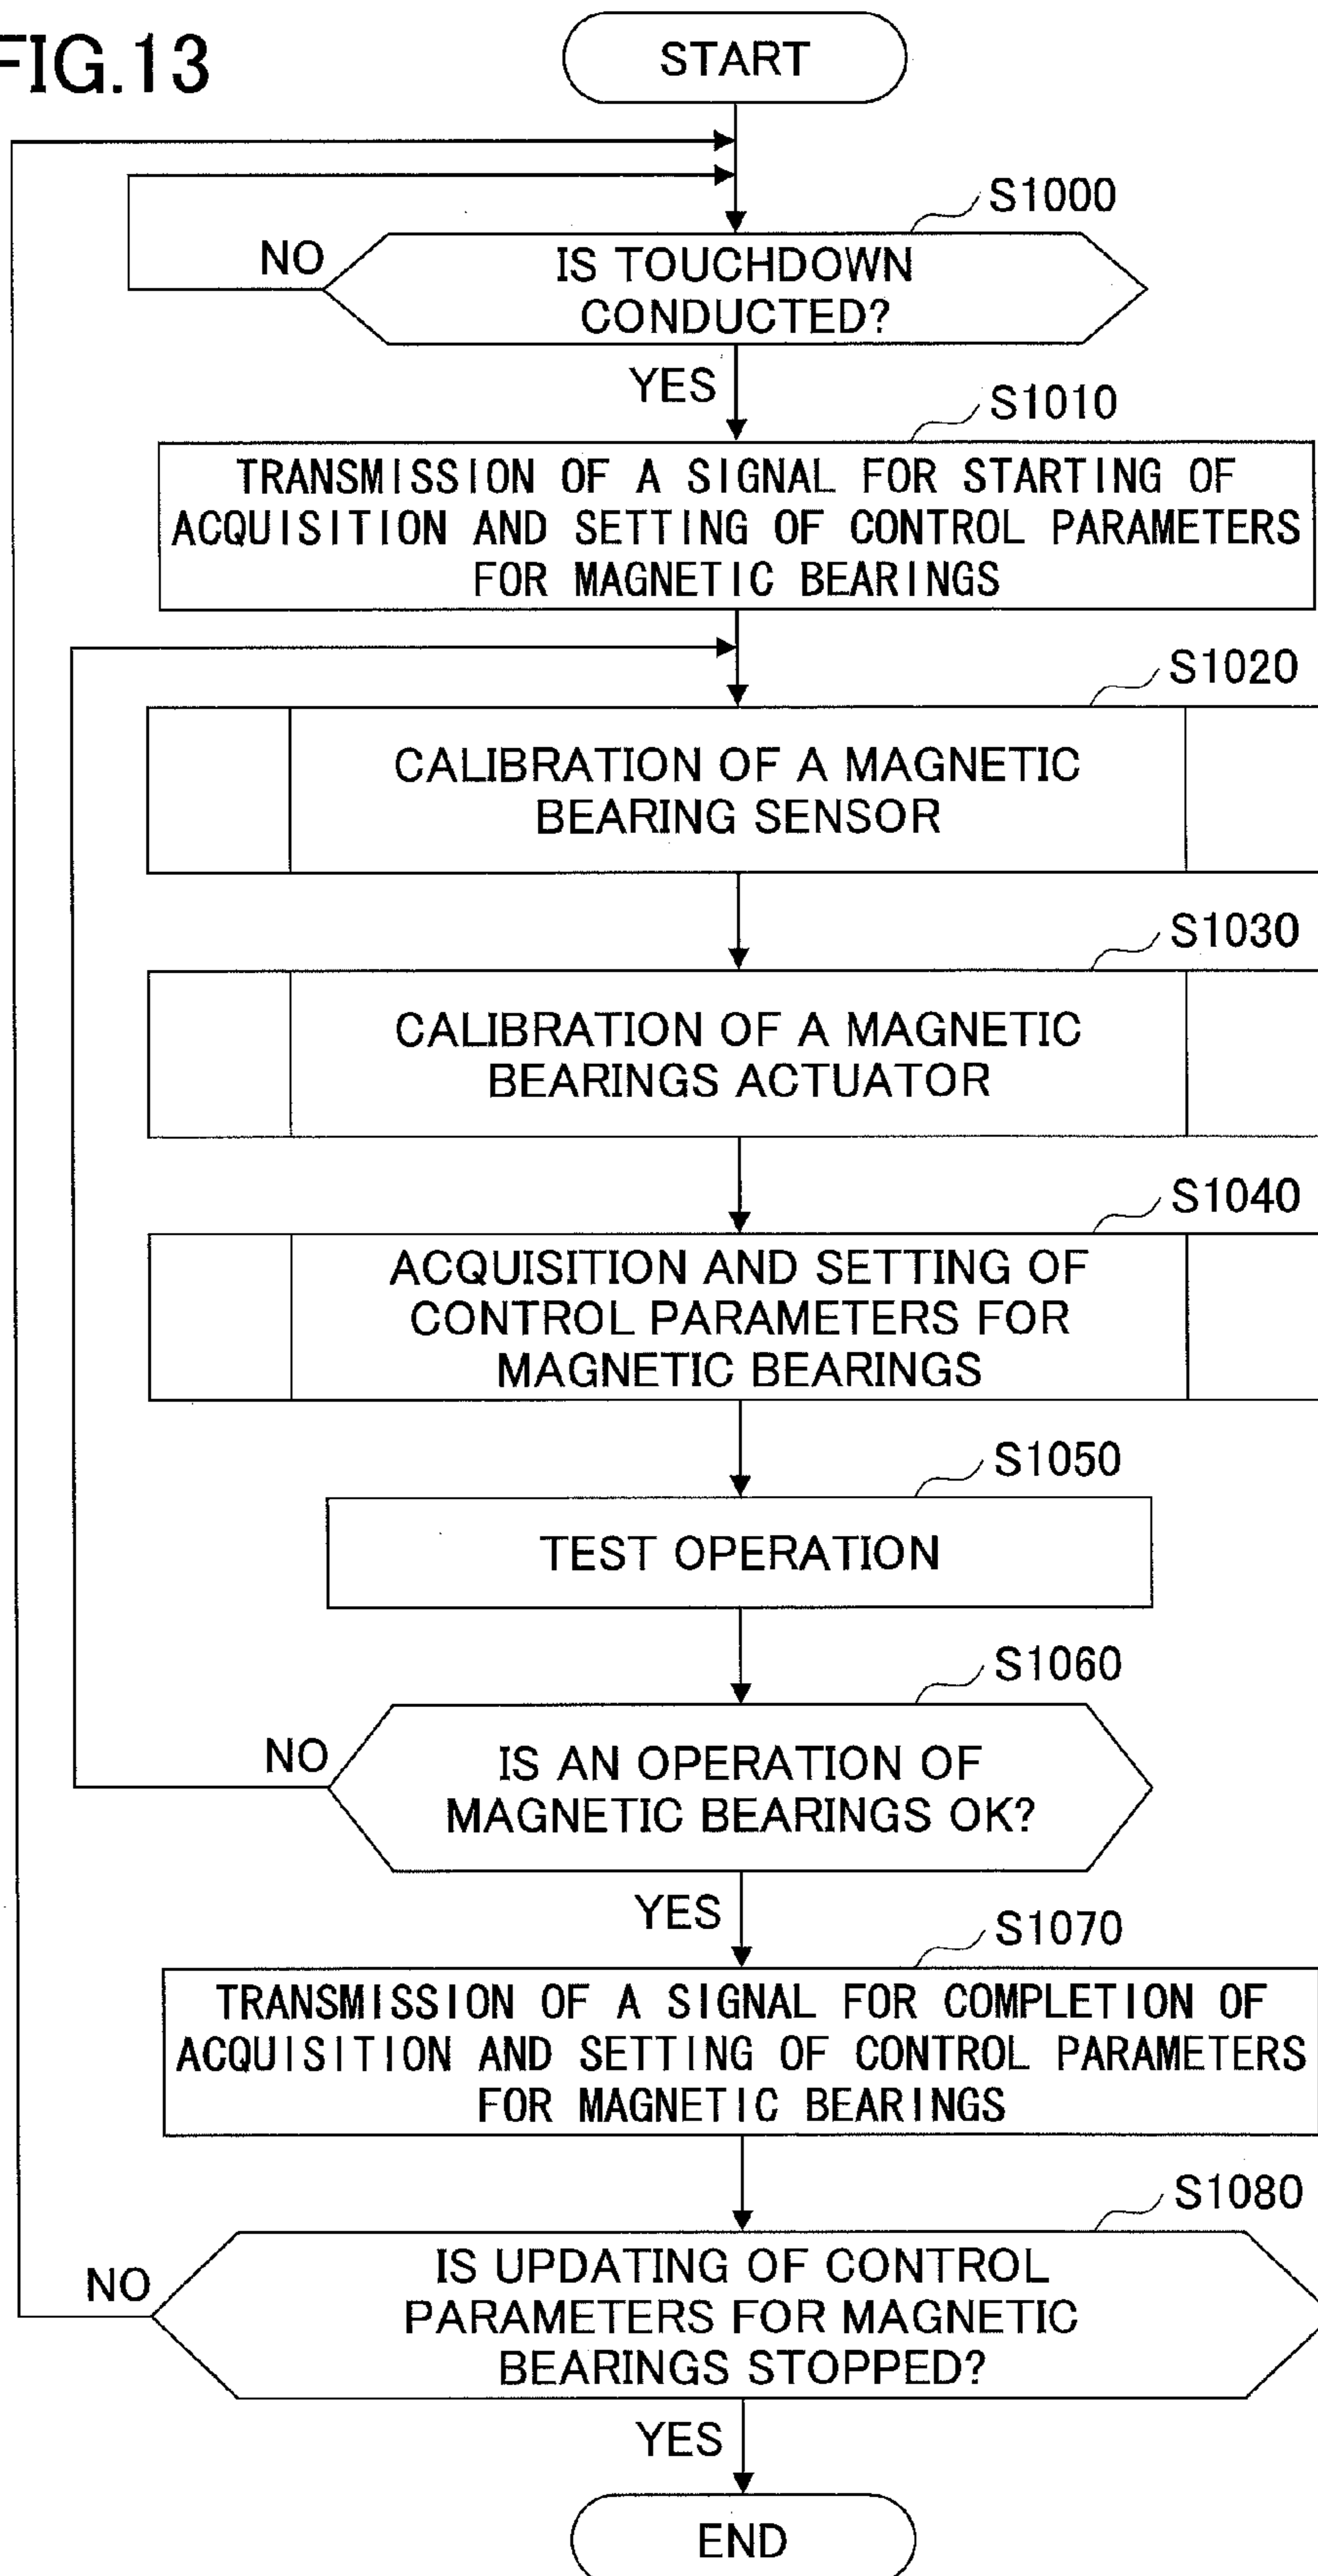 FIG.13
START
S1000
NO
IS TOUCHDOWN
CONDUCTED?
YES
S1010
TRANSMISSION OF A SIGNAL FOR STARTING OF
ACQUISITION AND SETTING OF CONTROL PARAMETERS
FOR MAGNETIC BEARINGS
S1020
CALIBRATION OF A MAGNETIC
BEARING SENSOR
S1030
CALIBRATION OF A MAGNETIC
BEARINGS ACTUATOR
S1040
ACQUISITION AND SETTING OF
CONTROL PARAMETERS FOR
MAGNETIC BEARINGS
S1050
TEST OPERATION
S1060
NO
IS AN OPERATION OF
MAGNETIC BEARINGS OK?
YES
S1070
TRANSMISSION OF A SIGNAL FOR COMPLETION OF
ACQUISITION AND SETTING OF CONTROL PARAMETERS
FOR MAGNETIC BEARINGS
S1080
NO
IS UPDATING OF CONTROL
PARAMETERS FOR MAGNETIC
BEARINGS STOPPED?
YES
END